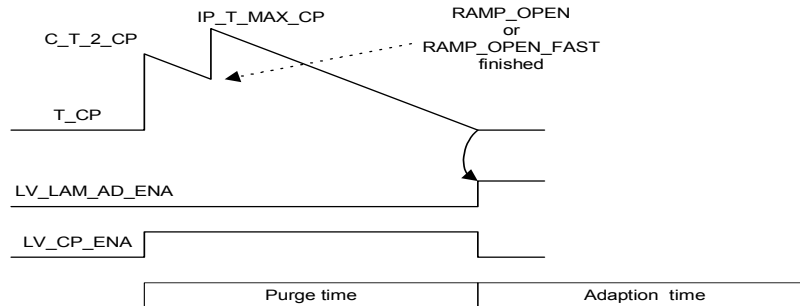 IP_T_MAX_CP
C_T_2_CP
RAMP_OPEN
or
RAMP_OPEN_FAST
finished
T_CP
LV_LAM_AD_ENA
LV_CP_ENA
Purge time
Adaption time